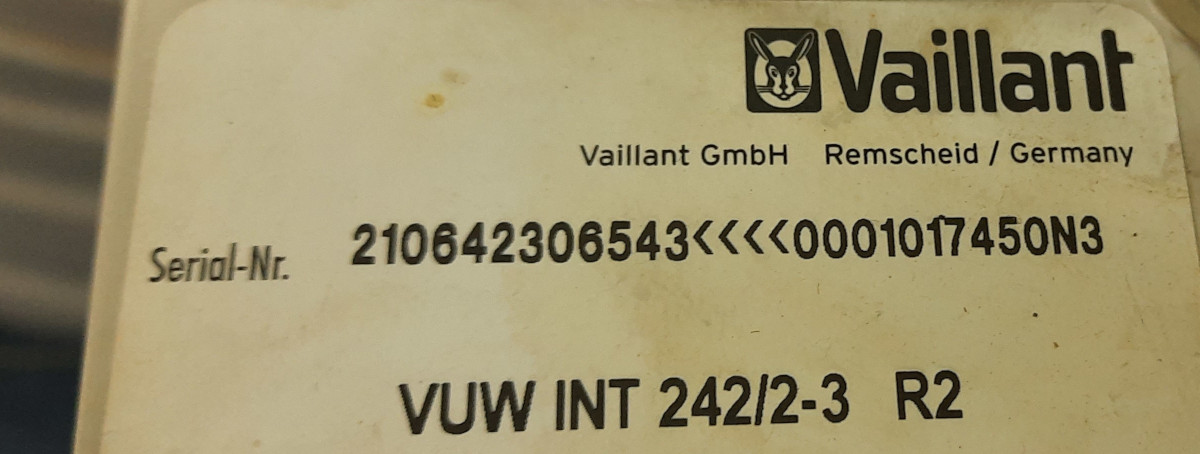 Vaillant
Vaillant GmbH Remscheid / Germany
Serial-Nr. 210642306543<<<<0001017450N3
VUW INT 242/2-3 R2